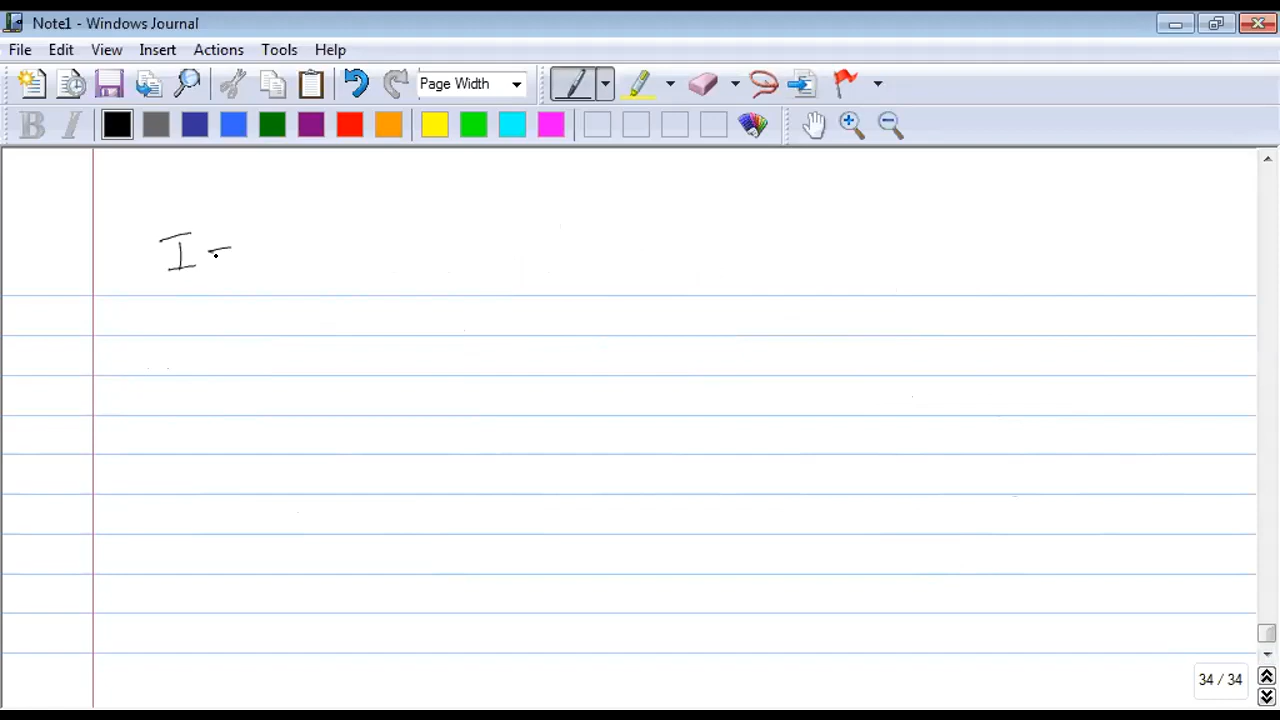 Note1 - Windows Journal
File Edit View Insert Actions Tools Help
Page Width
B I
I -
34 / 34